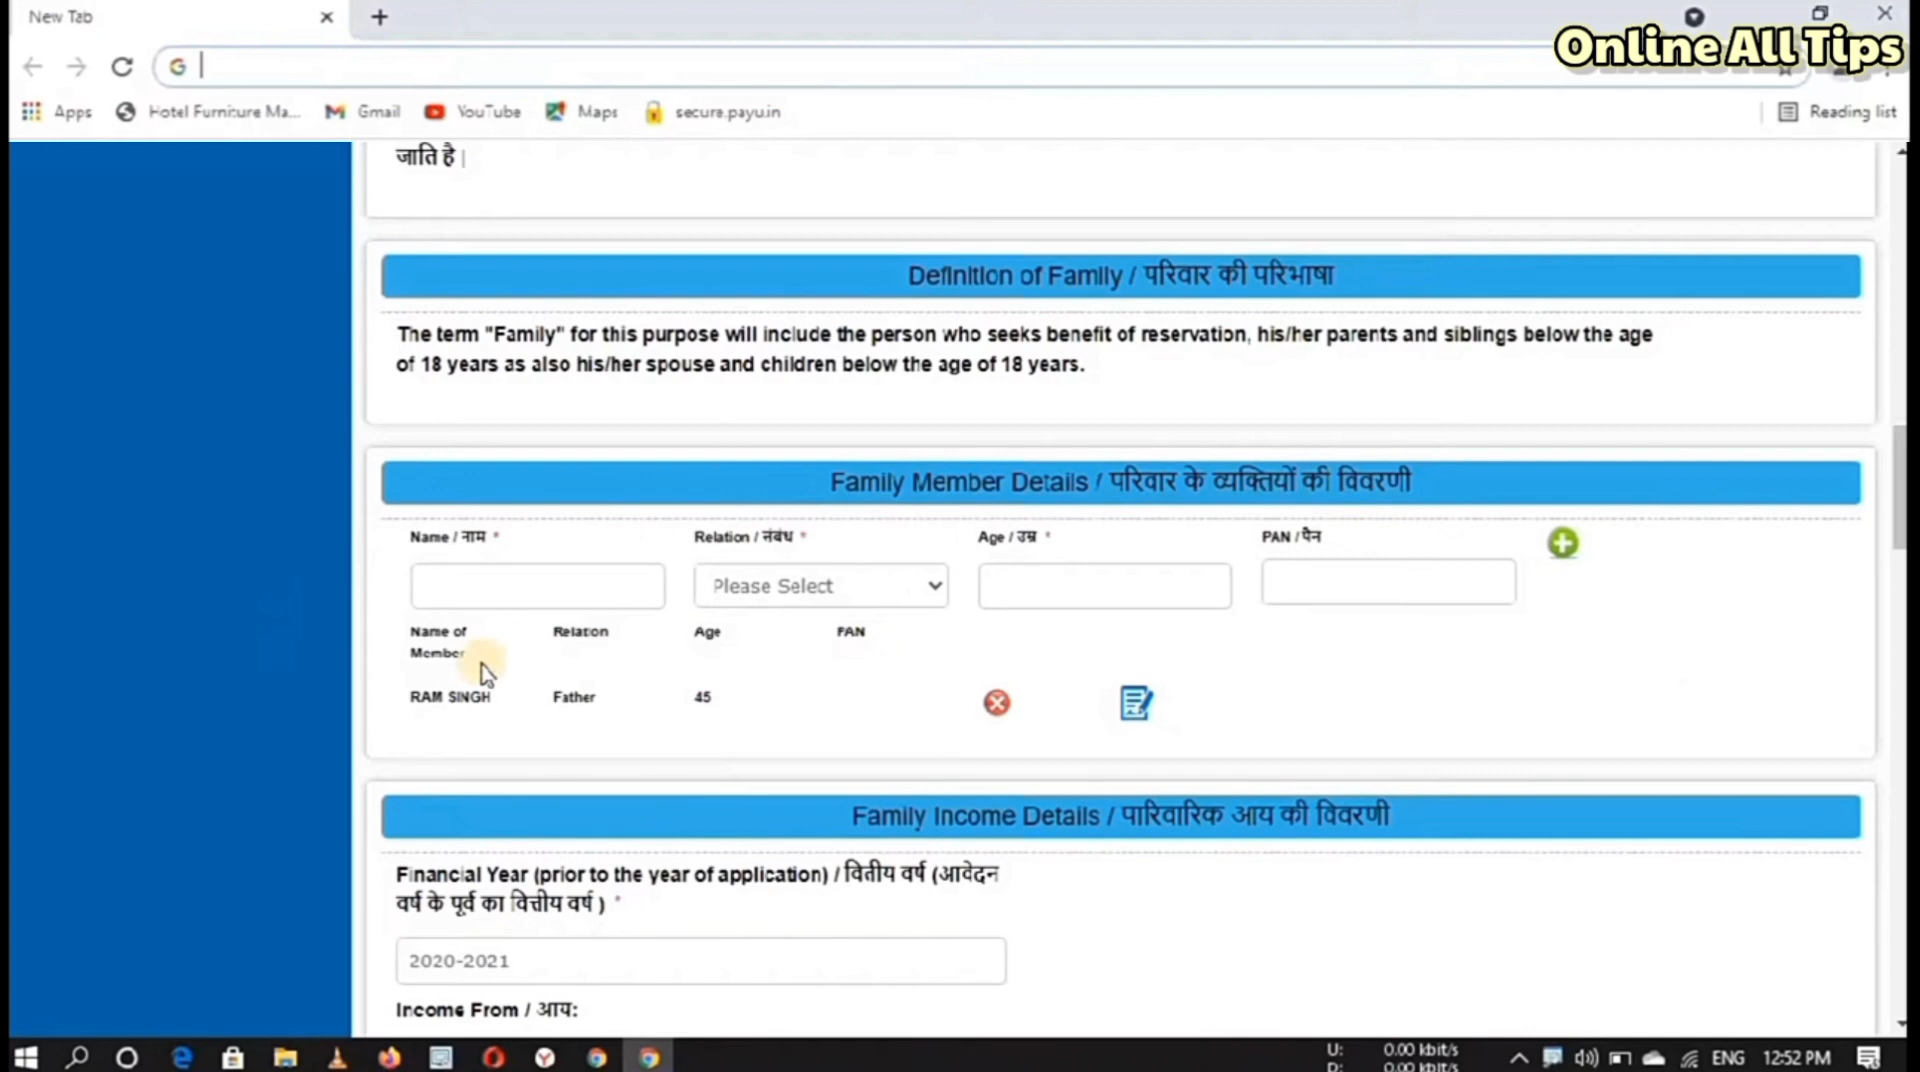 New Tab
Online All Tips
Apps Hotel Furniture Ma... Gmail YouTube Maps secure.payu.in Reading list
जाति है |
Definition of Family / परिवार की परिभाषा
The term "Family" for this purpose will include the person who seeks benefit of reservation, his/her parents and siblings below the age
of 18 years as also his/her spouse and children below the age of 18 years.
Family Member Details / परिवार के व्यक्तियों की विवरणी
Name / नाम * Relation / संबंध * Age / उम्र * PAN / पैन
Please Select
Name of Relation Age PAN
Member
RAM SINGH Father 45
Family Income Details / पारिवारिक आय की विवरणी
Financial Year (prior to the year of application) / वितीय वर्ष (आवेदन
वर्ष के पूर्व का वित्तीय वर्ष ) *
2020-2021
Income From / आय:
U: 0.00 kbit/s
D: 0.00 kbit/s
ENG 12:52 PM